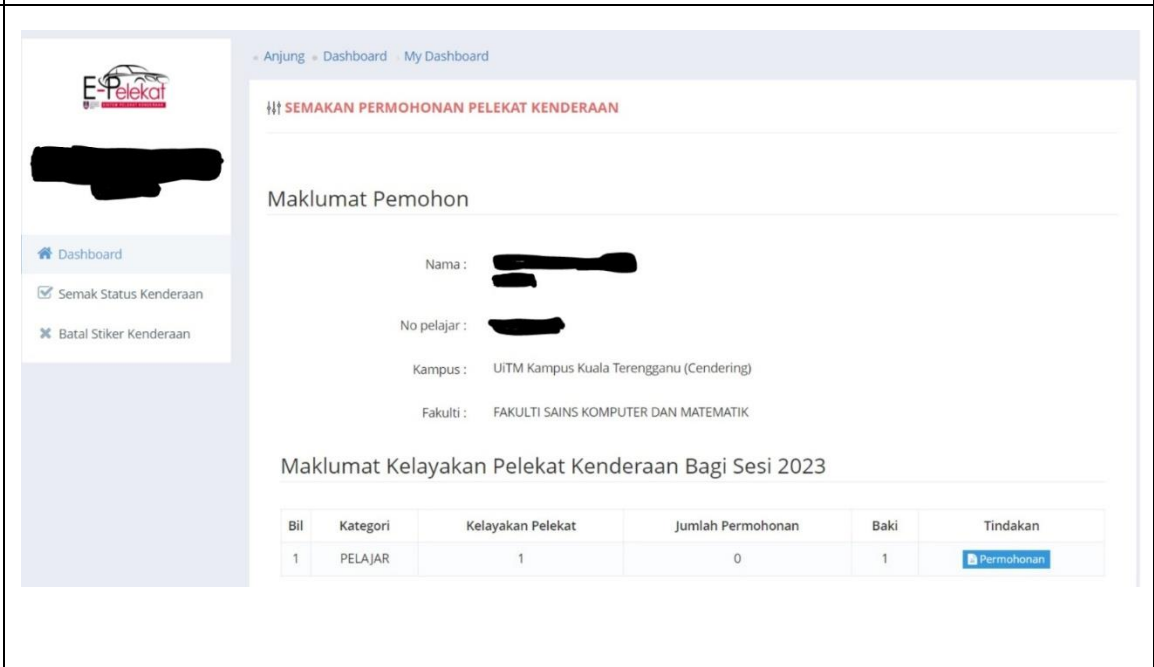 E-Pelekat
Anjung Dashboard My Dashboard
SEMAKAN PERMOHONAN PELEKAT KENDERAAN
Maklumat Pemohon
Dashboard
Semak Status Kenderaan
Batal Stiker Kenderaan
Nama :
No pelajar :
Kampus : UiTM Kampus Kuala Terengganu (Cendering)
Fakulti : FAKULTI SAINS KOMPUTER DAN MATEMATIK
Maklumat Kelayakan Pelekat Kenderaan Bagi Sesi 2023
Bil Kategori Kelayakan Pelekat Jumlah Permohonan Baki Tindakan
1 PELAJAR 1 0 1 Permohonan